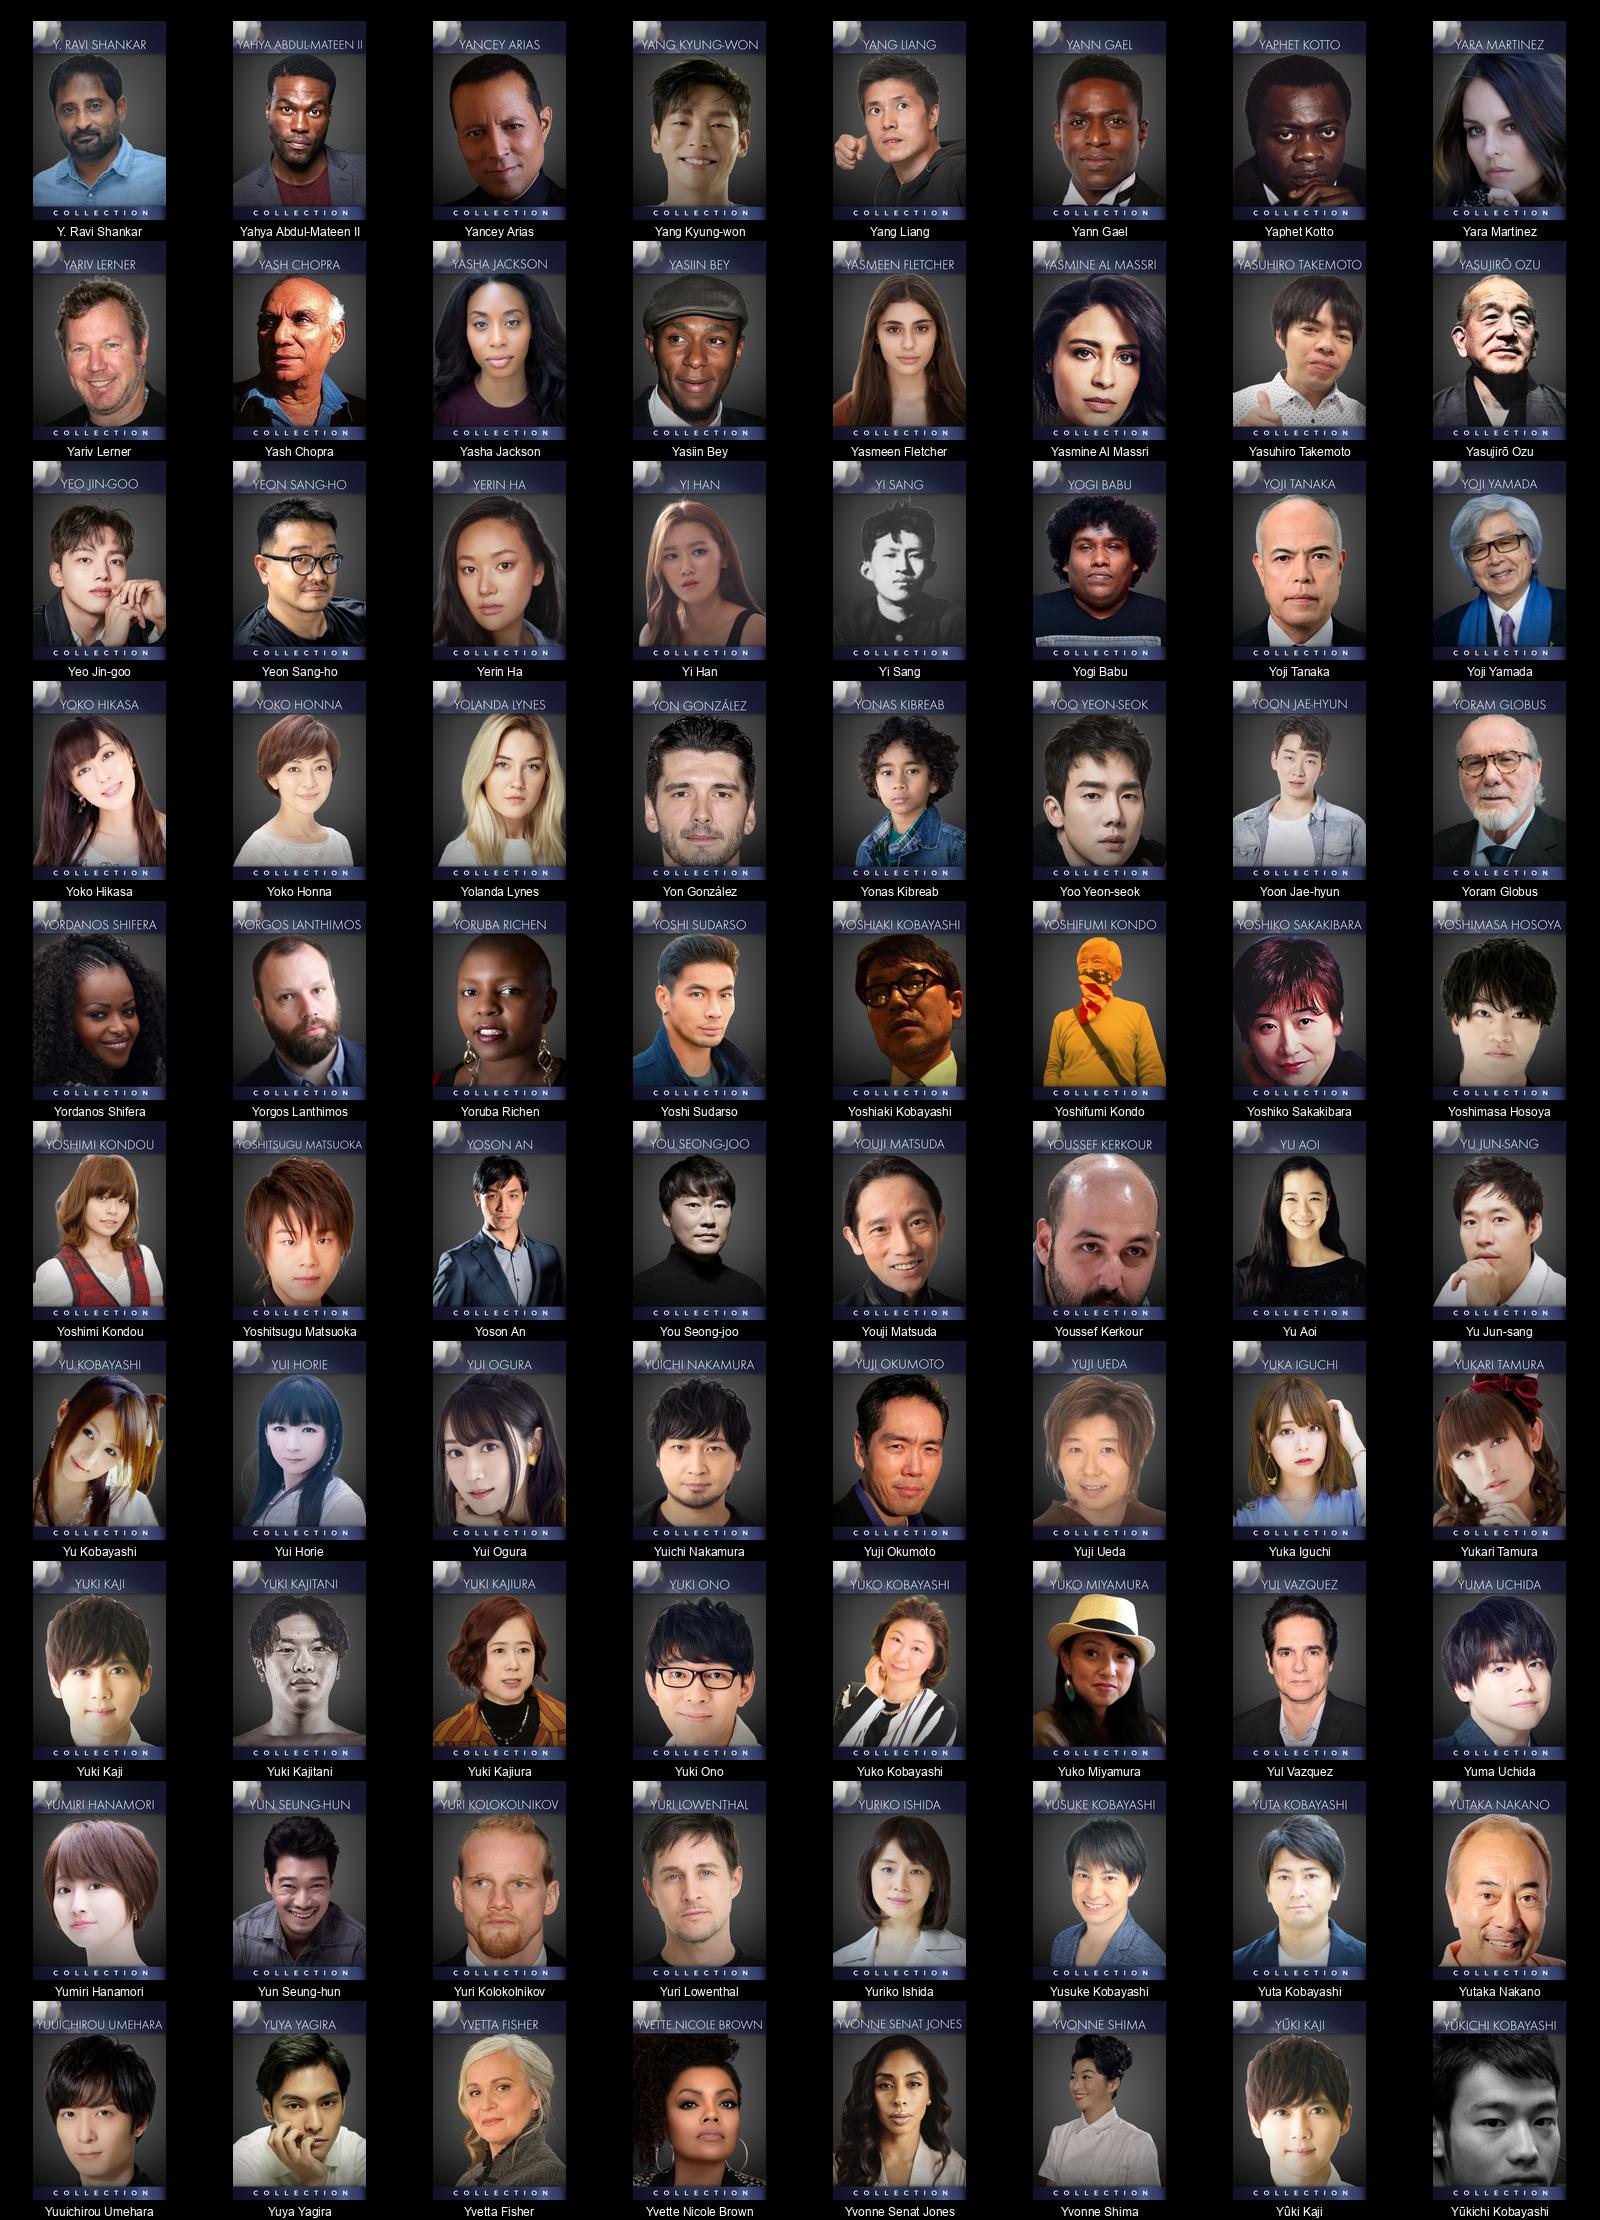 Y. RAVI SHANKAR YAHYA ABDUL-MATEEN II YANCEY ARIAS YANG KYUNG-WON YANG LIANG YANN GAEL YAPHET KOTTO YARA MARTINEZ
COLLECTION COLLECTION COLLECTION COLLECTION COLLECTION COLLECTION COLLECTION COLLECTION
Y. Ravi Shankar Yahya Abdul-Mateen II Yancey Arias Yang Kyung-won Yang Liang Yann Gael Yaphet Kotto Yara Martinez
YARIV LERNER YASH CHOPRA YASHA JACKSON YASIIN BEY YASMEEN FLETCHER YASMINE AL MASSRI YASUHIRO TAKEMOTO YASUJIRŌ OZU
COLLECTION COLLECTION COLLECTION COLLECTION COLLECTION COLLECTION COLLECTION COLLECTION
Yariv Lerner Yash Chopra Yasha Jackson Yasiin Bey Yasmeen Fletcher Yasmine Al Massri Yasuhiro Takemoto Yasujirō Ozu
YEO JIN-GOO YEON SANG-HO YERIN HA YI HAN YI SANG YOGI BABU YOJI TANAKA YOJI YAMADA
COLLECTION COLLECTION COLLECTION COLLECTION COLLECTION COLLECTION COLLECTION COLLECTION
Yeo Jin-goo Yeon Sang-ho Yerin Ha Yi Han Yi Sang Yogi Babu Yoji Tanaka Yoji Yamada
YOKO HIKASA YOKO HONNA YOLANDA LYNES YON GONZÁLEZ YONAS KIBREAB YOO YEON-SEOK YOON JAE-HYUN YORAM GLOBUS
COLLECTION COLLECTION COLLECTION COLLECTION COLLECTION COLLECTION COLLECTION COLLECTION
Yoko Hikasa Yoko Honna Yolanda Lynes Yon González Yonas Kibreab Yoo Yeon-seok Yoon Jae-hyun Yoram Globus
YORDANOS SHIFERA YORGOS LANTHIMOS YORUBA RICHEN YOSHI SUDARSO YOSHIAKI KOBAYASHI YOSHIFUMI KONDO YOSHIKO SAKAKIBARA YOSHIMASA HOSOYA
COLLECTION COLLECTION COLLECTION COLLECTION COLLECTION COLLECTION COLLECTION COLLECTION
Yordanos Shifera Yorgos Lanthimos Yoruba Richen Yoshi Sudarso Yoshiaki Kobayashi Yoshifumi Kondo Yoshiko Sakakibara Yoshimasa Hosoya
YOSHIMI KONDOU YOSHITSUGU MATSUOKA YOSON AN YOU SEONG-JOO YOUJI MATSUDA YOUSSEF KERKOUR YU AOI YU JUN-SANG
COLLECTION COLLECTION COLLECTION COLLECTION COLLECTION COLLECTION COLLECTION COLLECTION
Yoshimi Kondou Yoshitsugu Matsuoka Yoson An You Seong-joo Youji Matsuda Youssef Kerkour Yu Aoi Yu Jun-sang
YU KOBAYASHI YUI HORIE YUI OGURA YUICHI NAKAMURA YUJI OKUMOTO YUJI UEDA YUKA IGUCHI YUKARI TAMURA
COLLECTION COLLECTION COLLECTION COLLECTION COLLECTION COLLECTION COLLECTION COLLECTION
Yu Kobayashi Yui Horie Yui Ogura Yuichi Nakamura Yuji Okumoto Yuji Ueda Yuka Iguchi Yukari Tamura
YUKI KAJI YUKI KAJITANI YUKI KAJIURA YUKI ONO YUKO KOBAYASHI YUKO MIYAMURA YUL VAZQUEZ YUMA UCHIDA
COLLECTION COLLECTION COLLECTION COLLECTION COLLECTION COLLECTION COLLECTION COLLECTION
Yuki Kaji Yuki Kajitani Yuki Kajiura Yuki Ono Yuko Kobayashi Yuko Miyamura Yul Vazquez Yuma Uchida
YUMIRI HANAMORI YUN SEUNG-HUN YURI KOLOKOLNIKOV YURI LOWENTHAL YURIKO ISHIDA YUSUKE KOBAYASHI YUTA KOBAYASHI YUTAKA NAKANO
COLLECTION COLLECTION COLLECTION COLLECTION COLLECTION COLLECTION COLLECTION COLLECTION
Yumiri Hanamori Yun Seung-hun Yuri Kolokolnikov Yuri Lowenthal Yuriko Ishida Yusuke Kobayashi Yuta Kobayashi Yutaka Nakano
YUUICHIROU UMEHARA YUYA YAGIRA YVETTA FISHER YVETTE NICOLE BROWN YVONNE SENAT JONES YVONNE SHIMA YŪKI KAJI YŪKICHI KOBAYASHI
COLLECTION COLLECTION COLLECTION COLLECTION COLLECTION COLLECTION COLLECTION COLLECTION
Yuuichirou Umehara Yuya Yagira Yvetta Fisher Yvette Nicole Brown Yvonne Senat Jones Yvonne Shima Yūki Kaji Yūkichi Kobayashi